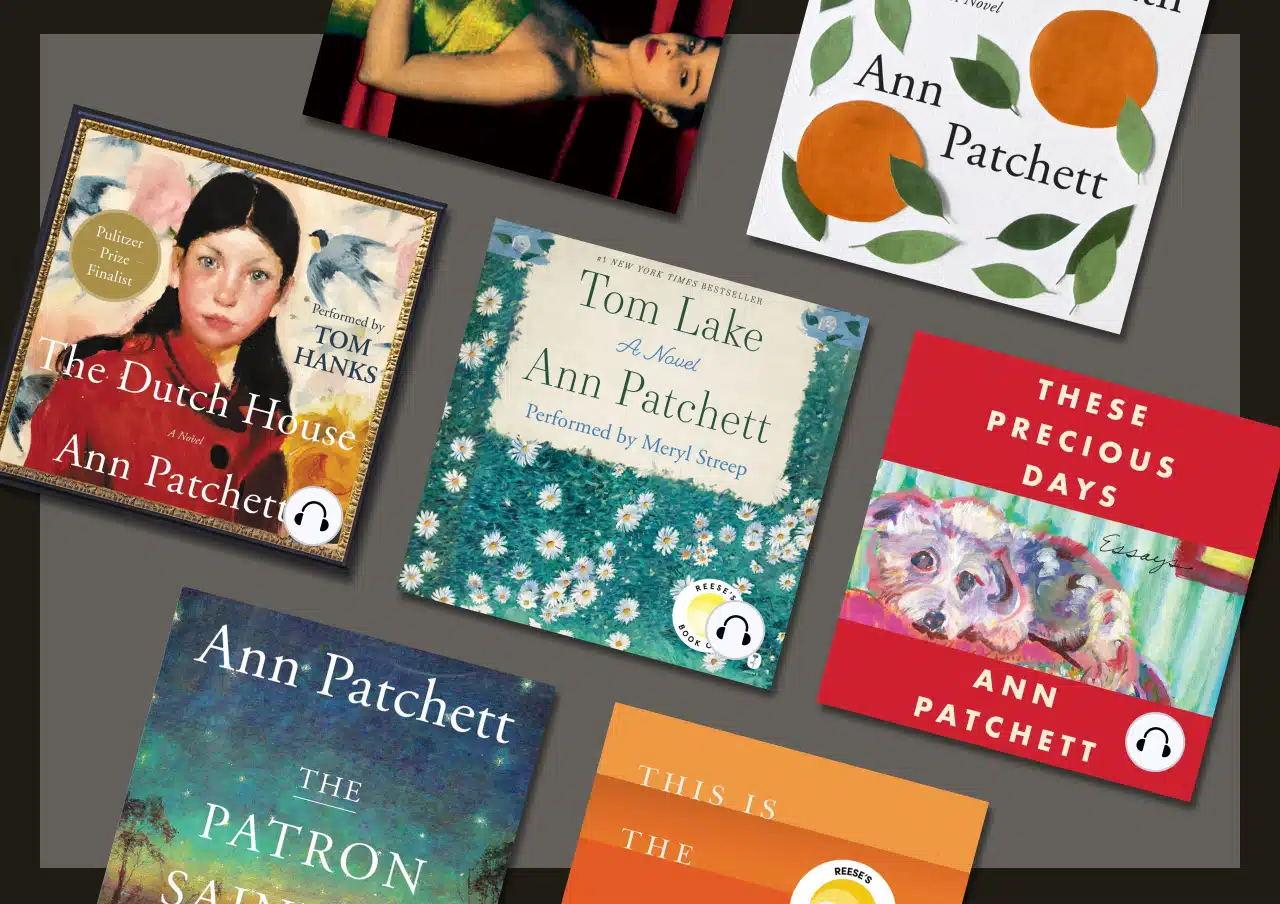 A Novel
Ann
Patchett
Pulitzer
Prize
Finalist
Performed by
TOM
HANKS
The Dutch House
A Novel
Ann Patchett
#1 NEW YORK TIMES BESTSELLER
Tom Lake
A Novel
Ann Patchett
Performed by Meryl Streep
REESE'S
BOOK
THESE
PRECIOUS
DAYS
Essays
ANN
PATCHETT
Ann Patchett
THE
PATRON
THIS IS
THE
REESE'S